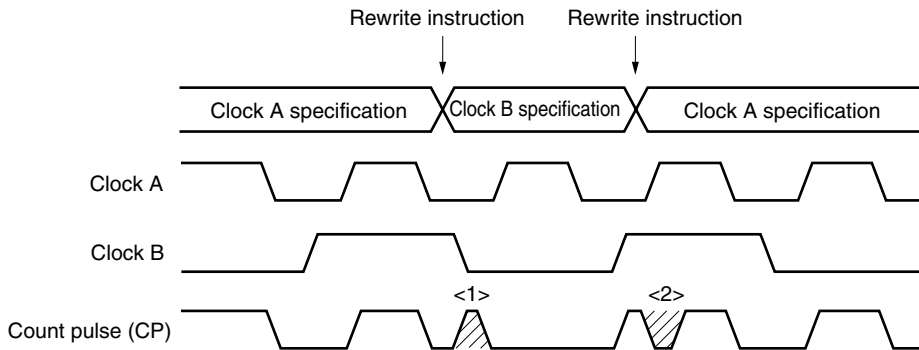 Rewrite instruction Rewrite instruction
Clock A specification Clock B specification Clock A specification
Clock A
Clock B
<1> <2>
Count pulse (CP)